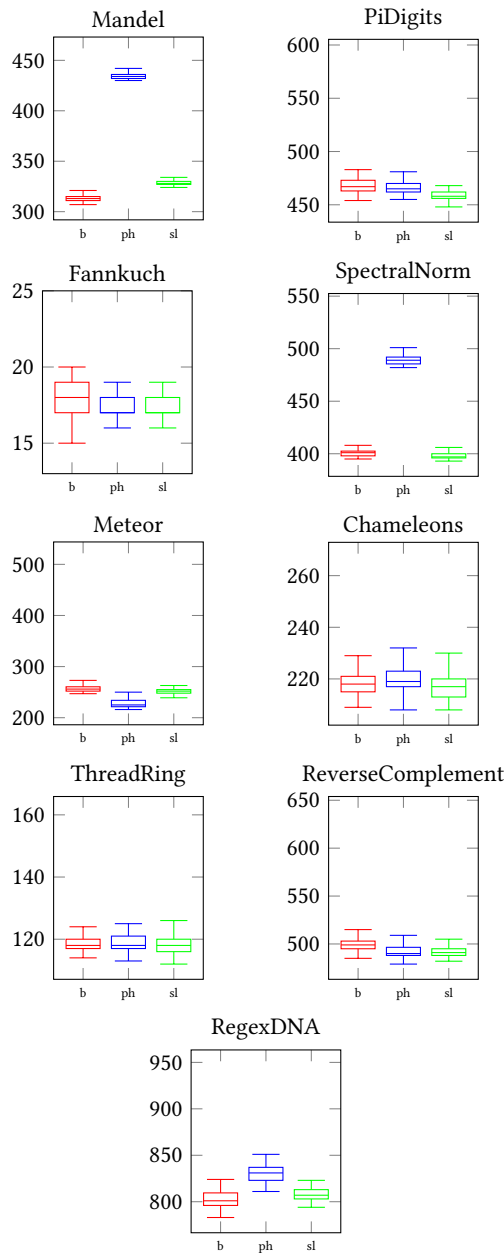 Mandel
450
350
300
b ph sl
PiDigits
600
550
500
450
b ph sl
Fannkuch
25
20
15
b ph sl
SpectralNorm
550
500
450
400
b ph sl
Meteor
500
400
300
200
b ph sl
Chameleons
260
240
220
b ph sl
ThreadRing
160
140
120
b ph sl
ReverseComplement
650
600
550
500
b ph sl
RegexDNA
950
900
850
800
b ph sl